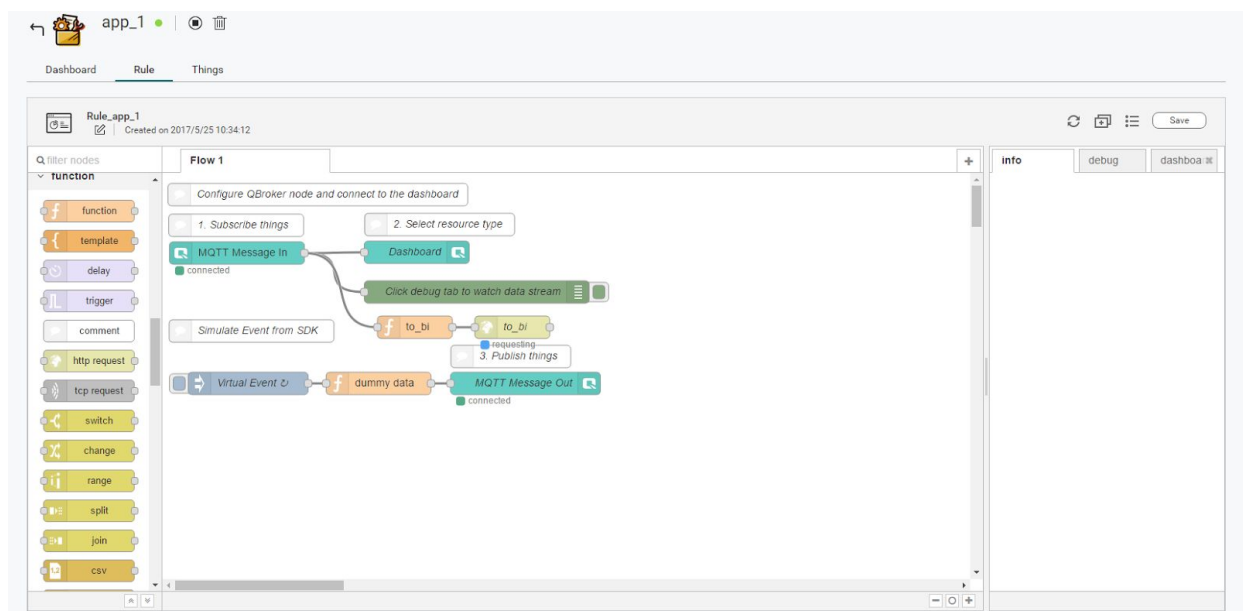 app_1
Dashboard Rule Things
Rule_app_1
Created on 2017/5/25 10:34:12
Save
filter nodes
Flow 1
info debug dashboa
function
function
template
delay
trigger
comment
http request
tcp request
switch
change
range
split
join
csv
1,2
Configure QBroker node and connect to the dashboard
1. Subscribe things
2. Select resource type
MQTT Message In
connected
Dashboard
Click debug tab to watch data stream
Simulate Event from SDK
to_bi
to_bi
requesting
3. Publish things
Virtual Event ↻
dummy data
MQTT Message Out
connected